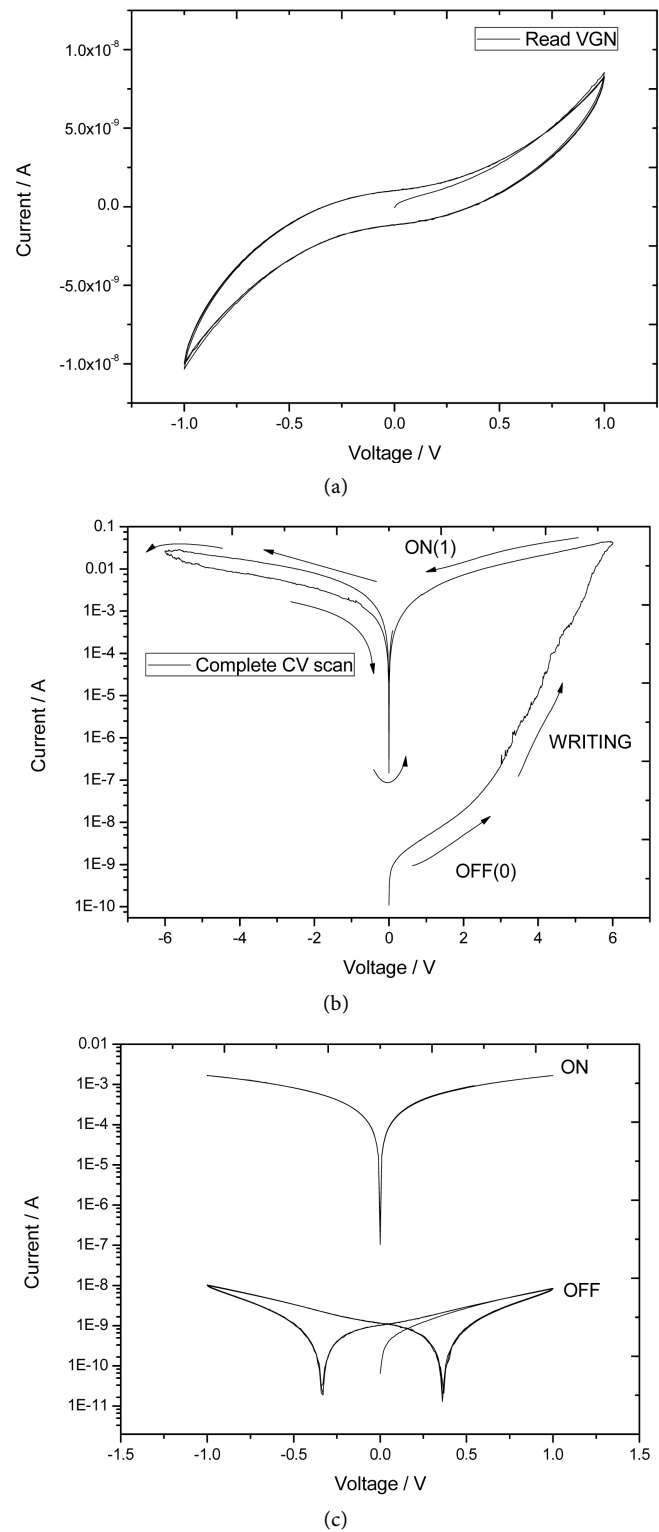 1.0x10⁻⁸
Read VGN
5.0x10⁻⁹
0.0
-5.0x10⁻⁹
-1.0x10⁻⁸
Current / A
-1.0 -0.5 0.0 0.5 1.0
Voltage / V
(a)
0.1
ON(1)
0.01
1E-3
Complete CV scan
1E-4
1E-5
1E-6
WRITING
1E-7
1E-8
OFF(0)
1E-9
1E-10
Current / A
-6 -4 -2 0 2 4 6
Voltage / V
(b)
0.01
ON
1E-3
1E-4
1E-5
1E-6
1E-7
1E-8
OFF
1E-9
1E-10
1E-11
Current / A
-1.5 -1.0 -0.5 0.0 0.5 1.0 1.5
Voltage / V
(c)